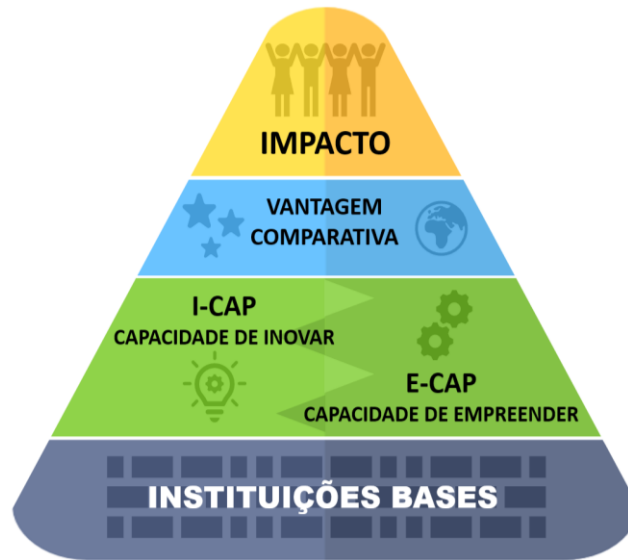 IMPACTO
VANTAGEM
COMPARATIVA
I-CAP
CAPACIDADE DE INOVAR
E-CAP
CAPACIDADE DE EMPREENDER
INSTITUIÇÕES BASES